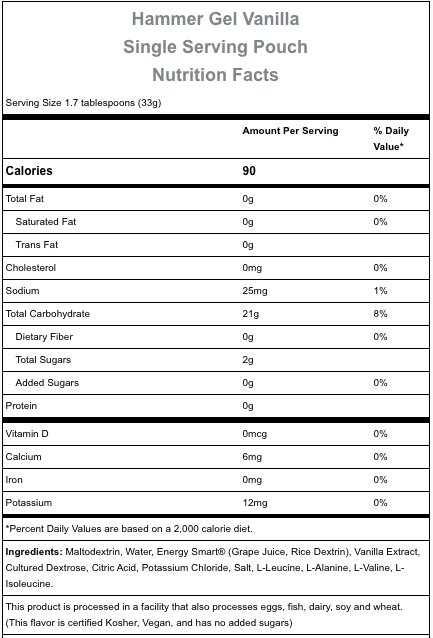 Hammer Gel Vanilla
Single Serving Pouch
Nutrition Facts
Serving Size 1.7 tablespoons (33g)
Amount Per Serving % Daily
Value*
Calories 90
Total Fat 0g 0%
Saturated Fat 0g 0%
Trans Fat 0g
Cholesterol 0mg 0%
Sodium 25mg 1%
Total Carbohydrate 21g 8%
Dietary Fiber 0g 0%
Total Sugars 2g
Added Sugars 0g 0%
Protein 0g
Vitamin D 0mcg 0%
Calcium 6mg 0%
Iron 0mg 0%
Potassium 12mg 0%
*Percent Daily Values are based on a 2,000 calorie diet.
Ingredients: Maltodextrin, Water, Energy Smart® (Grape Juice, Rice Dextrin), Vanilla Extract,
Cultured Dextrose, Citric Acid, Potassium Chloride, Salt, L-Leucine, L-Alanine, L-Valine, L-
Isoleucine.
This product is processed in a facility that also processes eggs, fish, dairy, soy and wheat.
(This flavor is certified Kosher, Vegan, and has no added sugars)